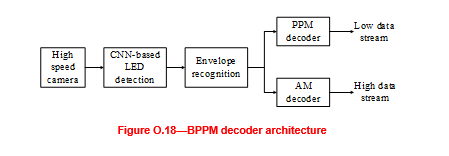 High
speed
camera
CNN-based
LED
detection
Envelope
recognition
PPM
decoder
Low data
stream
AM
decoder
High data
stream
Figure O.18—BPPM decoder architecture